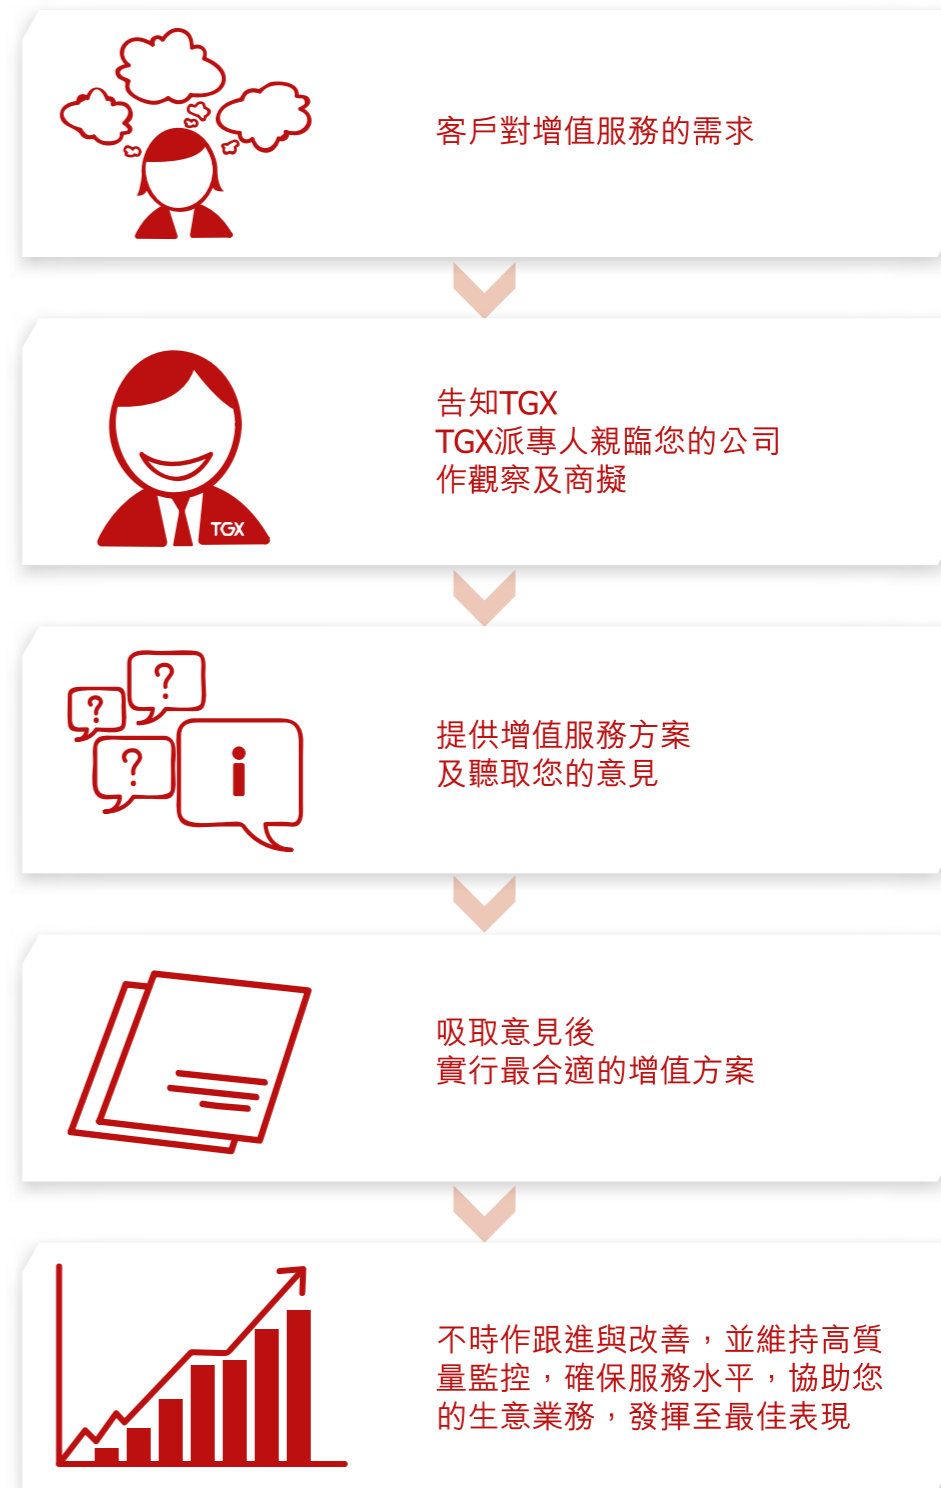 客戶對增值服務的需求
告知TGX
TGX派專人親臨您的公司
作觀察及商擬
TGX
?
?
?
i
提供增值服務方案
及聽取您的意見
吸取意見後
實行最合適的增值方案
不時作跟進與改善，並維持高質
量監控，確保服務水平，協助您
的生意業務，發揮至最佳表現